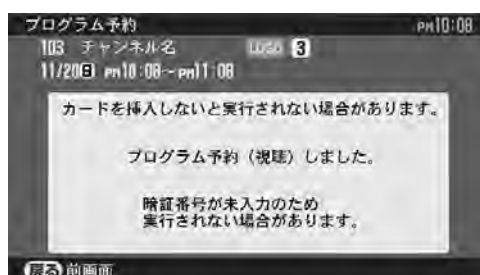 プログラム予約 PM10:08
103 チャンネル名 LOGO 3
11/20日 PM10:08~PM11:08
カードを挿入しないと実行されない場合があります。
プログラム予約（視聴）しました。
暗証番号が未入力のため
実行されない場合があります。
戻る 前画面